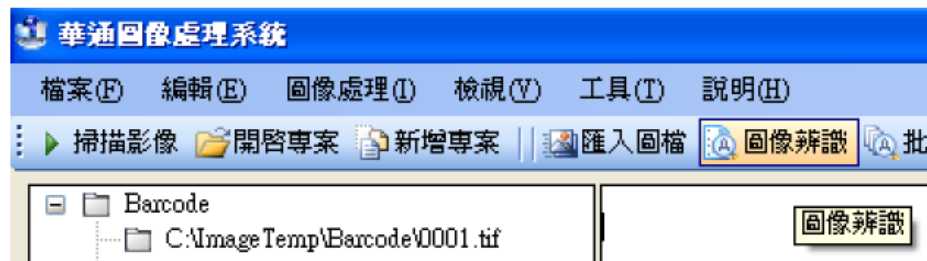 華通圖像處理系統
檔案(F) 編輯(E) 圖像處理(I) 檢視(V) 工具(T) 說明(H)
掃描影像 開啓專案 新增專案 匯入圖檔 圖像辨識 批
Barcode
C:\ImageTemp\Barcode\0001.tif
圖像辨識